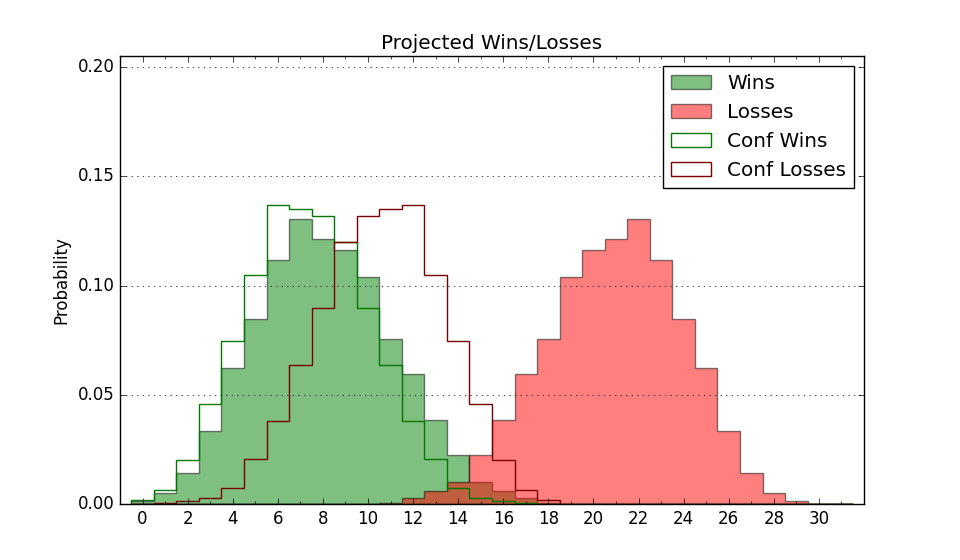 Projected Wins/Losses
0.20
0.15
0.10
0.05
0.00
Probability
Wins
Losses
Conf Wins
Conf Losses
0 2 4 6 8 10 12 14 16 18 20 22 24 26 28 30